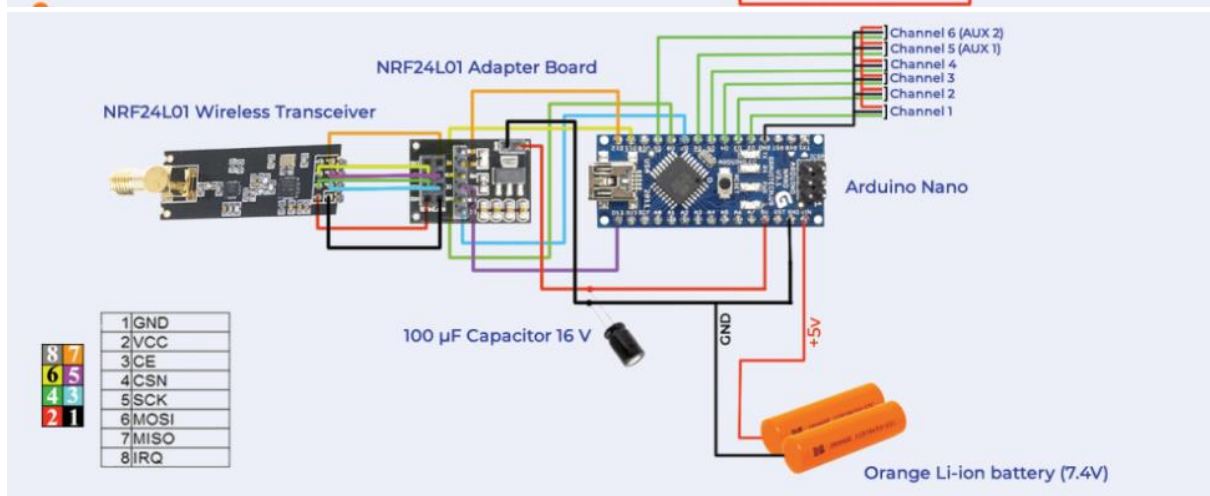 Channel 6 (AUX 2)
Channel 5 (AUX 1)
Channel 4
Channel 3
Channel 2
Channel 1
NRF24L01 Adapter Board
NRF24L01 Wireless Transceiver
Arduino Nano
100 µF Capacitor 16 V
GND
+5v
1 GND
2 VCC
3 CE
4 CSN
5 SCK
6 MOSI
7 MISO
8 IRQ
8 7
6 5
4 3
2 1
Orange Li-ion battery (7.4V)